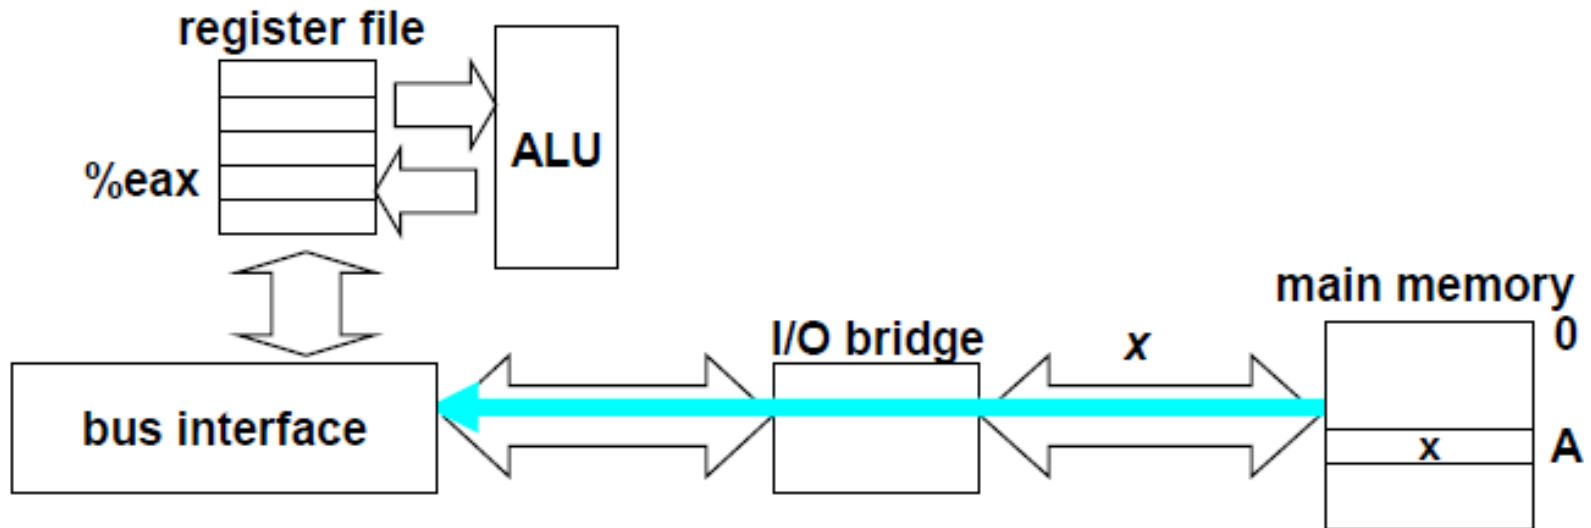 register file
ALU
%eax
main memory
I/O bridge
x
0
bus interface
x
A